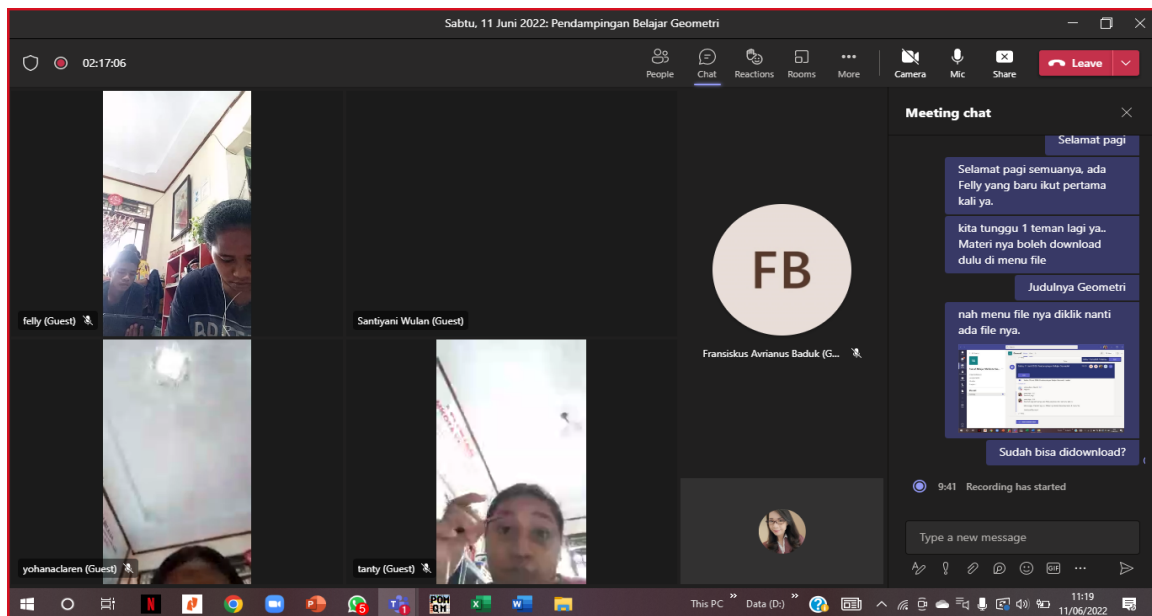 Sabtu, 11 Juni 2022: Pendampingan Belajar Geometri
02:17:06
People
Chat
Reactions
Rooms
More
Camera
Mic
Share
Leave
felly (Guest)
Santiyani Wulan (Guest)
Fransiskus Avrianus Baduk (G...
FB
yohanaclaren (Guest)
tanty (Guest)
Meeting chat
Selamat pagi
Selamat pagi semuanya, ada
Felly yang baru ikut pertama
kali ya.
kita tunggu 1 teman lagi ya..
Materi nya boleh download
dulu di menu file
Judulnya Geometri
nah menu file nya diklik nanti
ada file nya.
Sudah bisa didownload?
9:41 Recording has started
Type a new message
GIF
POM
QM
This PC
Data (D:)
11:19
11/06/2022